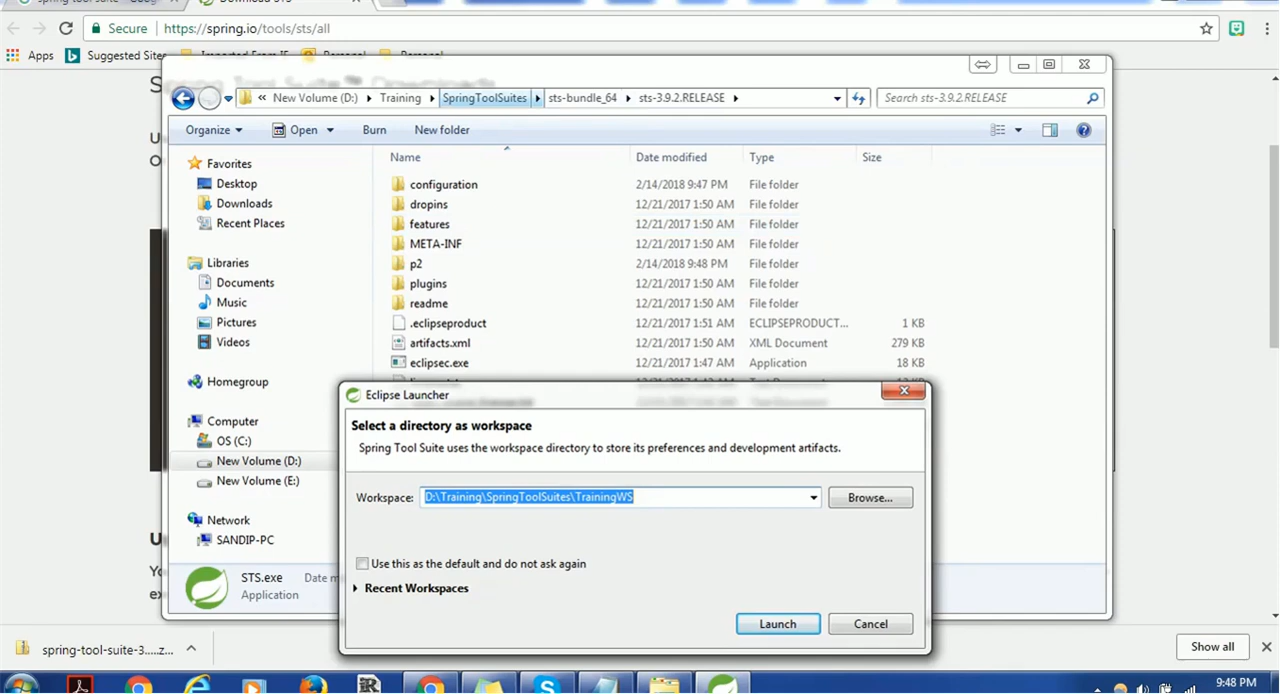 Secure | https://spring.io/tools/sts/all
Apps Suggested Sites
« New Volume (D:) Training SpringToolSuites sts-bundle_64 sts-3.9.2.RELEASE Search sts-3.9.2.RELEASE
Organize Open Burn New folder
Name Date modified Type Size
Favorites
Desktop
Downloads
Recent Places
Libraries
Documents
Music
Pictures
Videos
Homegroup
Computer
OS (C:)
New Volume (D:)
New Volume (E:)
Network
SANDIP-PC
configuration 2/14/2018 9:47 PM File folder
dropins 12/21/2017 1:50 AM File folder
features 12/21/2017 1:50 AM File folder
META-INF 12/21/2017 1:50 AM File folder
p2 2/14/2018 9:48 PM File folder
plugins 12/21/2017 1:50 AM File folder
readme 12/21/2017 1:50 AM File folder
.eclipseproduct 12/21/2017 1:51 AM ECLIPSEPRODUCT... 1 KB
artifacts.xml 12/21/2017 1:50 AM XML Document 279 KB
eclipsec.exe 12/21/2017 1:47 AM Application 18 KB
Eclipse Launcher
Select a directory as workspace
Spring Tool Suite uses the workspace directory to store its preferences and development artifacts.
Workspace: D:\Training\SpringToolSuites\TrainingWS Browse...
Use this as the default and do not ask again
Recent Workspaces
Launch Cancel
STS.exe Date
Application
spring-tool-suite-3.....z... Show all
9:48 PM